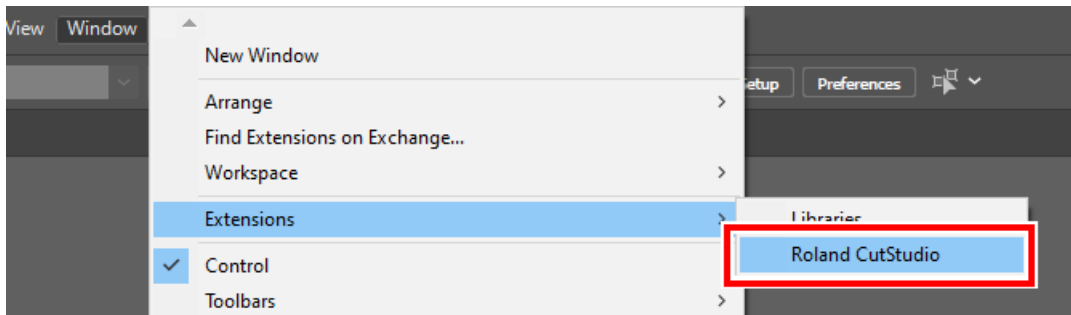 View Window
New Window
Arrange
Setup Preferences
Find Extensions on Exchange...
Workspace
Extensions
Libraries
Roland CutStudio
Control
Toolbars